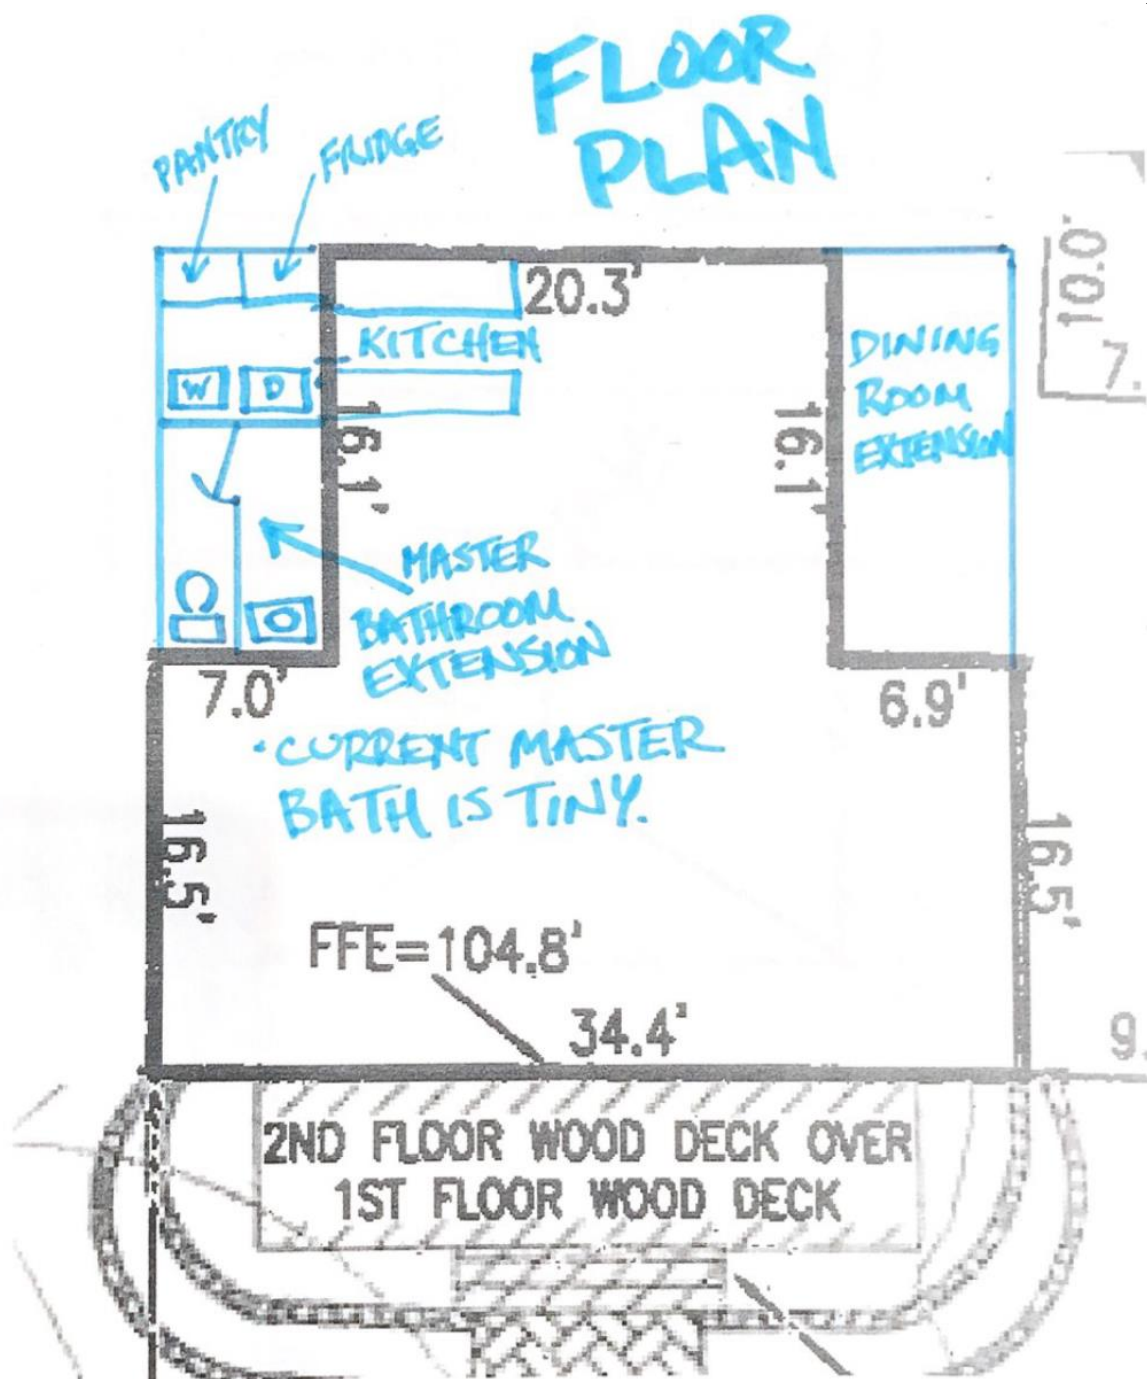 FLOOR
PLAN
PANTRY
FRIDGE
20.3'
10.0'
7.
KITCHEN
DINING
ROOM
EXTENSION
W
D
16.1'
16.1'
MASTER
BATHROOM
EXTENSION
7.0'
6.9'
• CURRENT MASTER
BATH IS TINY.
16.5'
16.5'
FFE=104.8'
34.4'
9.
2ND FLOOR WOOD DECK OVER
1ST FLOOR WOOD DECK